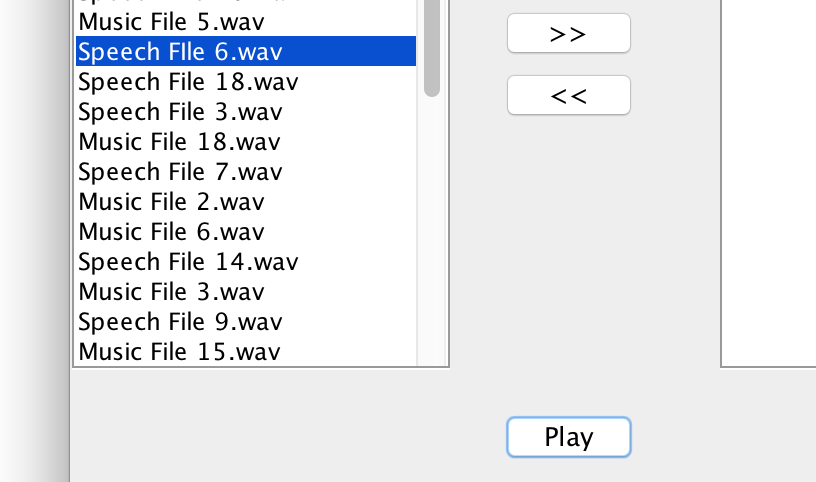 Music File 5.wav
Speech FIle 6.wav
Speech File 18.wav
Speech File 3.wav
Music File 18.wav
Speech File 7.wav
Music File 2.wav
Music File 6.wav
Speech File 14.wav
Music File 3.wav
Speech File 9.wav
Music File 15.wav
>>
<<
Play